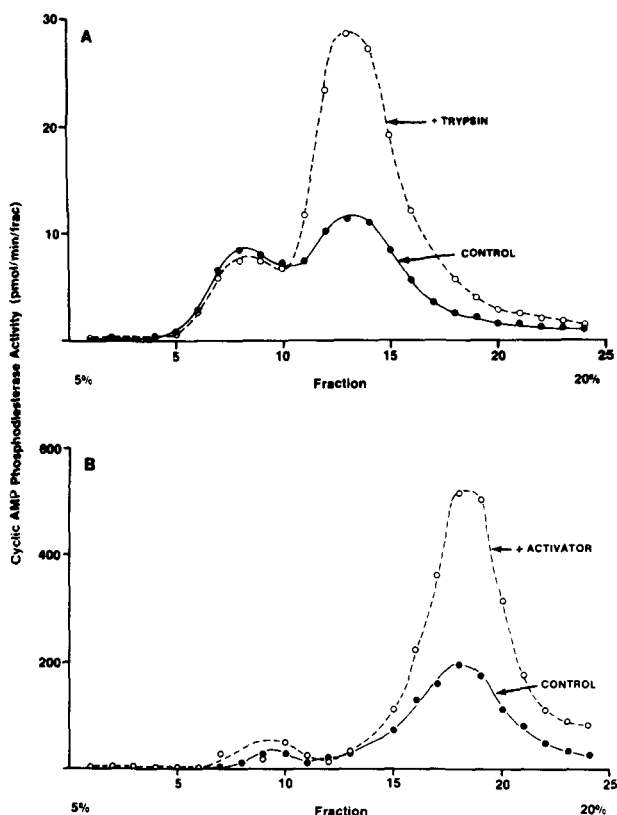 Cyclic AMP Phosphodiesterase Activity (pmol/min/frac)
A
30
20
10
+ TRYPSIN
CONTROL
5 10 15 20 25
5% Fraction 20%
B
600
400
200
+ ACTIVATOR
CONTROL
5 10 15 20 25
5% Fraction 20%